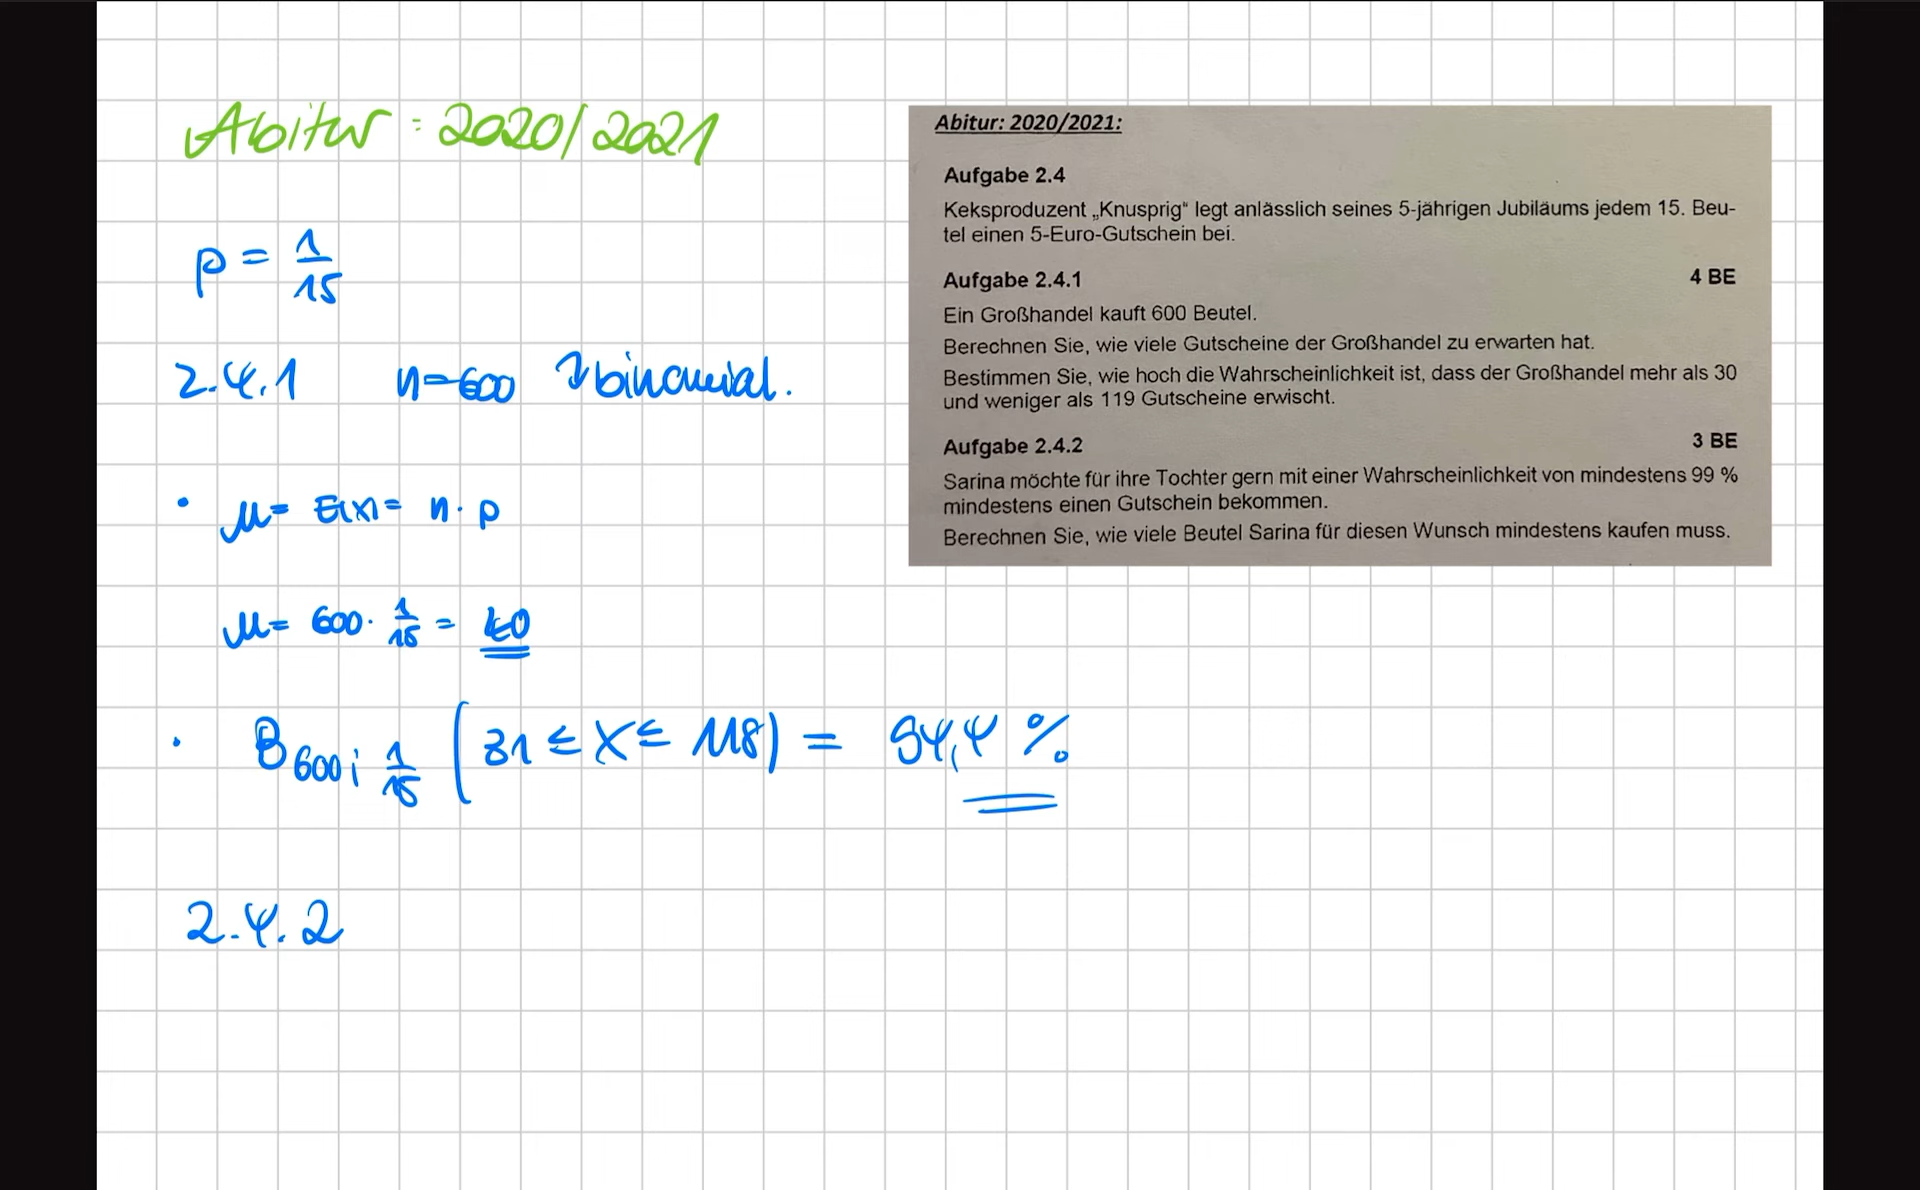 Abitur: 2020/2021
p = 1/15
2.4.1 n=600 binomial.
• μ= E(X)= n·p
μ= 600·1/15 = 40
• B600; 1/15 (31 ≤ X ≤ 118) = 94,4 %
2.4.2
Abitur: 2020/2021:
Aufgabe 2.4
Keksproduzent „Knusprig“ legt anlässlich seines 5-jährigen Jubiläums jedem 15. Beu-
tel einen 5-Euro-Gutschein bei.
Aufgabe 2.4.1 4 BE
Ein Großhandel kauft 600 Beutel.
Berechnen Sie, wie viele Gutscheine der Großhandel zu erwarten hat.
Bestimmen Sie, wie hoch die Wahrscheinlichkeit ist, dass der Großhandel mehr als 30
und weniger als 119 Gutscheine erwischt.
Aufgabe 2.4.2 3 BE
Sarina möchte für ihre Tochter gern mit einer Wahrscheinlichkeit von mindestens 99 %
mindestens einen Gutschein bekommen.
Berechnen Sie, wie viele Beutel Sarina für diesen Wunsch mindestens kaufen muss.